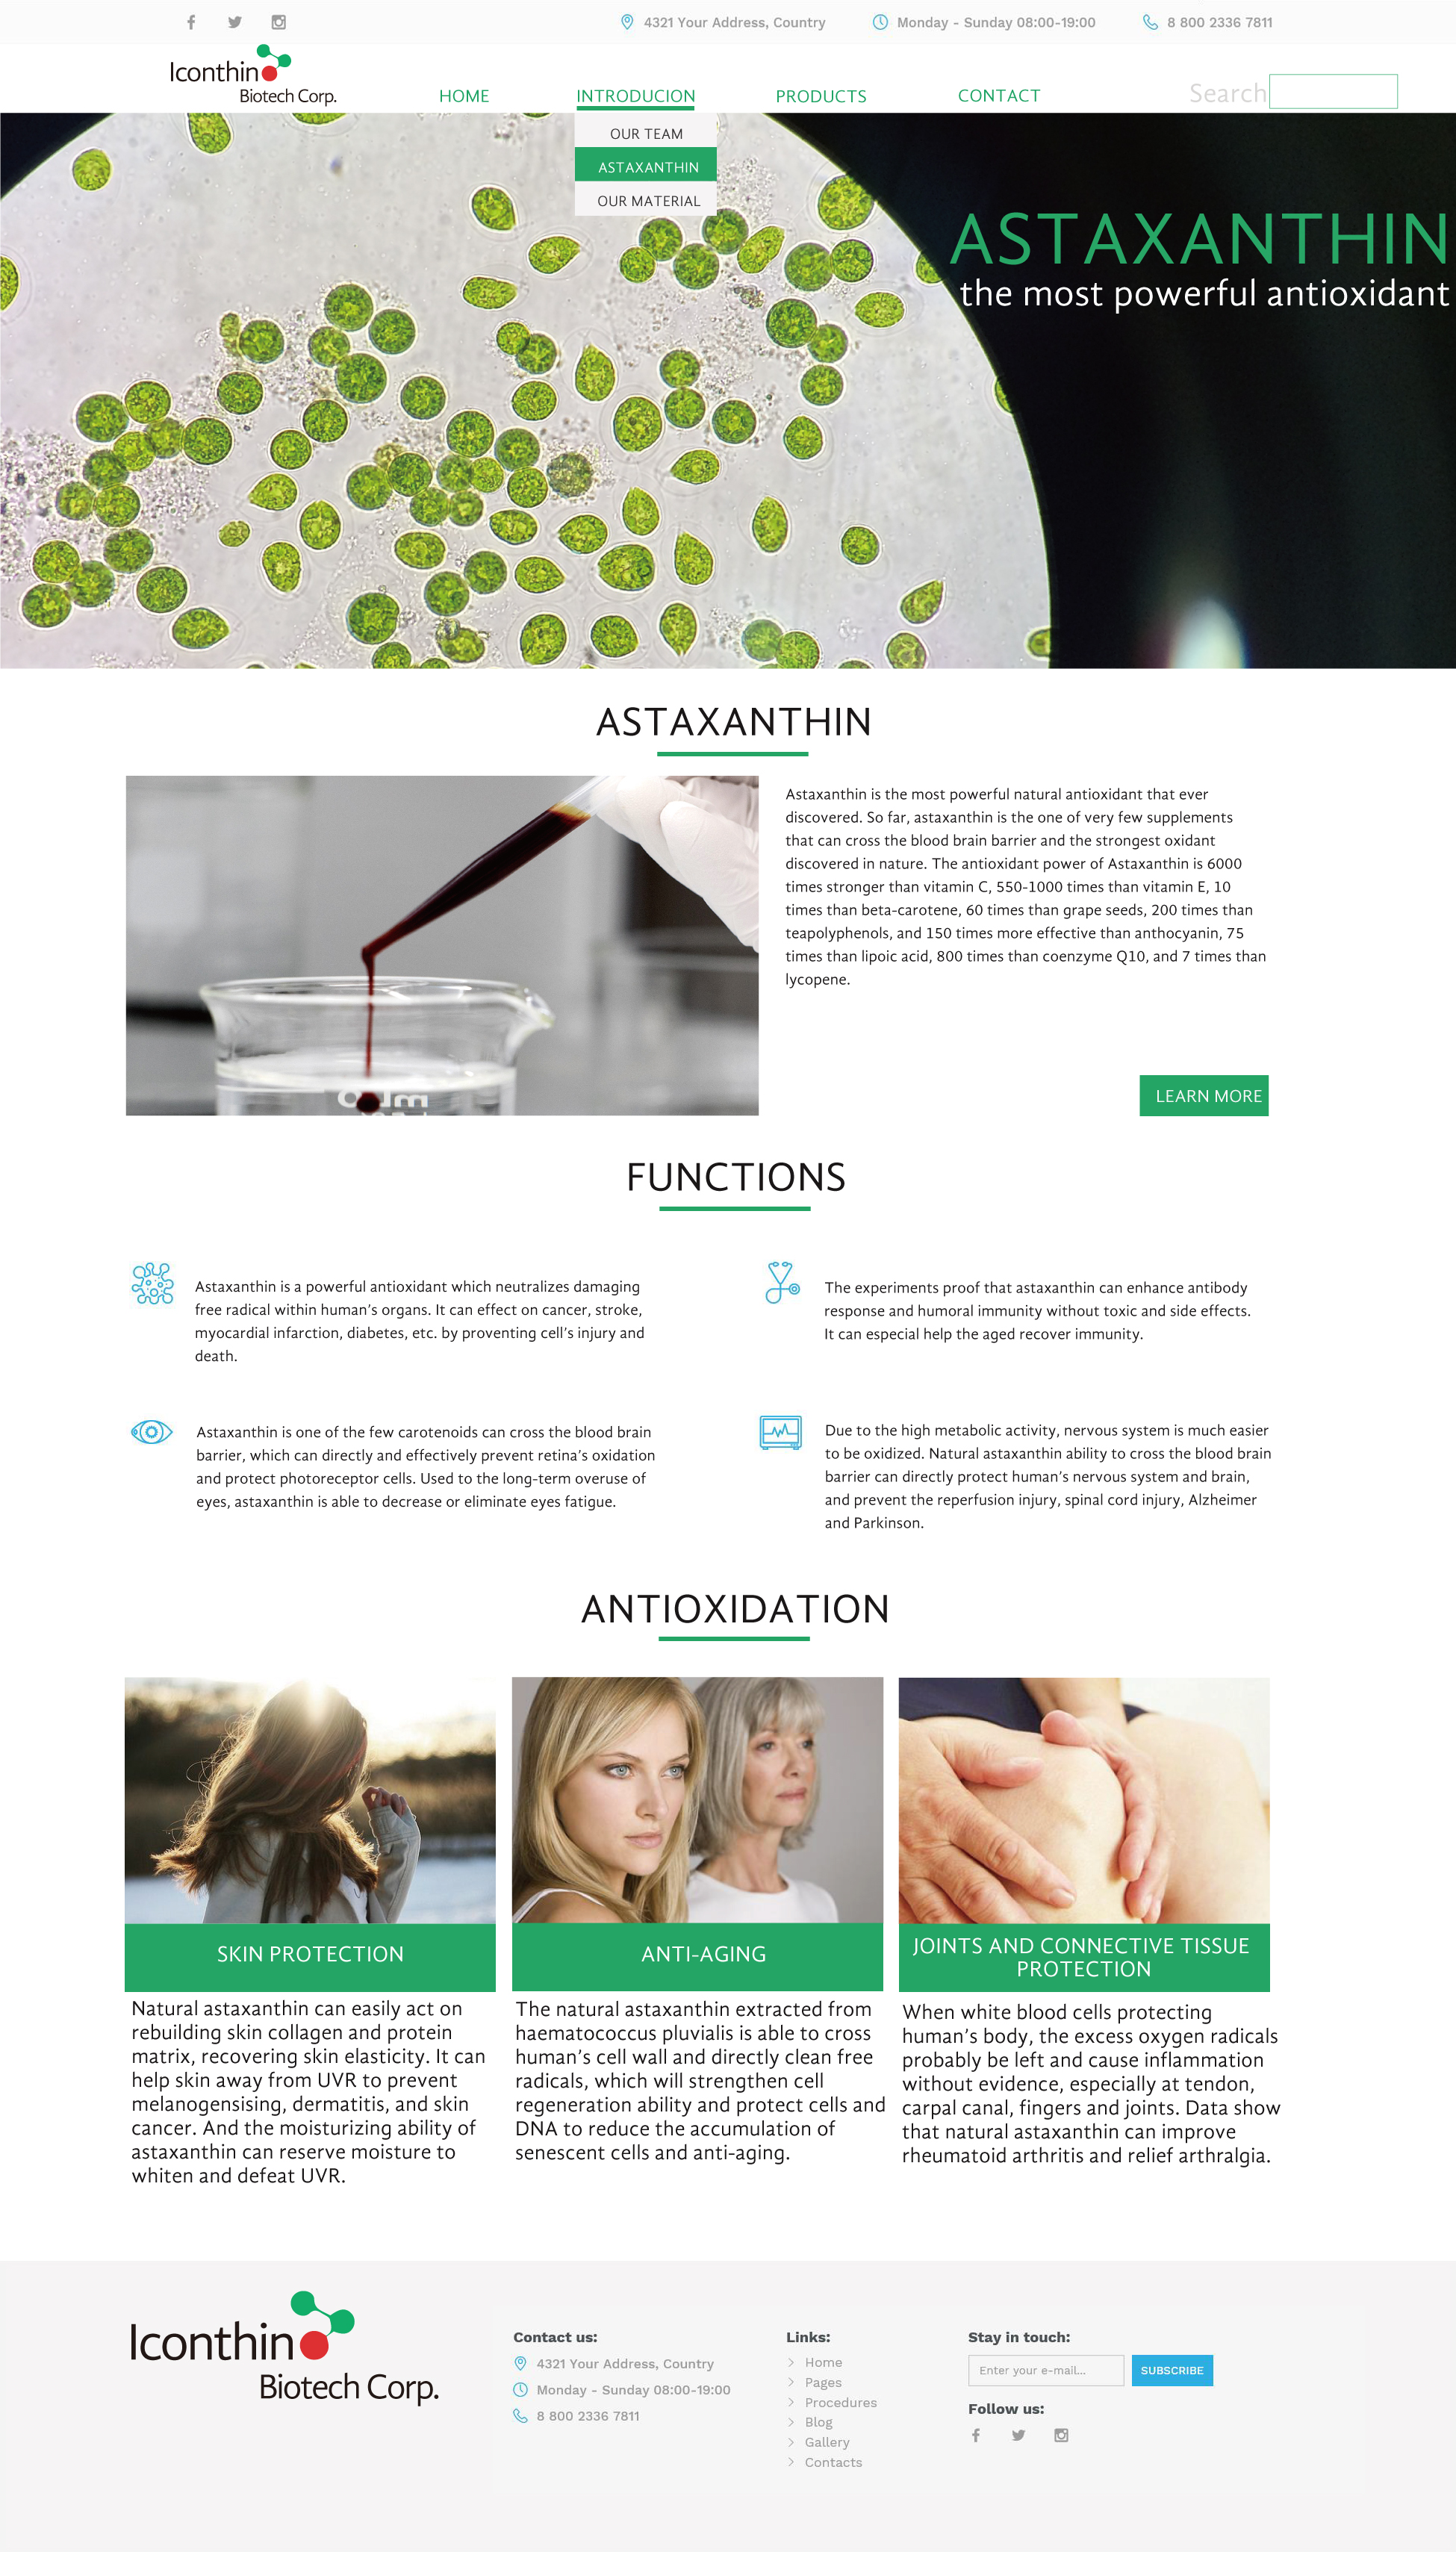 4321 Your Address, Country
Monday - Sunday 08:00-19:00
8 800 2336 7811
Iconthin
Biotech Corp.
HOME
INTRODUCION
PRODUCTS
CONTACT
Search
OUR TEAM
ASTAXANTHIN
OUR MATERIAL
ASTAXANTHIN
the most powerful antioxidant
ASTAXANTHIN
Astaxanthin is the most powerful natural antioxidant that ever
discovered. So far, astaxanthin is the one of very few supplements
that can cross the blood brain barrier and the strongest oxidant
discovered in nature. The antioxidant power of Astaxanthin is 6000
times stronger than vitamin C, 550-1000 times than vitamin E, 10
times than beta-carotene, 60 times than grape seeds, 200 times than
teapolyphenols, and 150 times more effective than anthocyanin, 75
times than lipoic acid, 800 times than coenzyme Q10, and 7 times than
lycopene.
LEARN MORE
FUNCTIONS
Astaxanthin is a powerful antioxidant which neutralizes damaging
free radical within human's organs. It can effect on cancer, stroke,
myocardial infarction, diabetes, etc. by proventing cell's injury and
death.
The experiments proof that astaxanthin can enhance antibody
response and humoral immunity without toxic and side effects.
It can especial help the aged recover immunity.
Astaxanthin is one of the few carotenoids can cross the blood brain
barrier, which can directly and effectively prevent retina's oxidation
and protect photoreceptor cells. Used to the long-term overuse of
eyes, astaxanthin is able to decrease or eliminate eyes fatigue.
Due to the high metabolic activity, nervous system is much easier
to be oxidized. Natural astaxanthin ability to cross the blood brain
barrier can directly protect human's nervous system and brain,
and prevent the reperfusion injury, spinal cord injury, Alzheimer
and Parkinson.
ANTIOXIDATION
SKIN PROTECTION
Natural astaxanthin can easily act on
rebuilding skin collagen and protein
matrix, recovering skin elasticity. It can
help skin away from UVR to prevent
melanogensising, dermatitis, and skin
cancer. And the moisturizing ability of
astaxanthin can reserve moisture to
whiten and defeat UVR.
ANTI-AGING
The natural astaxanthin extracted from
haematococcus pluvialis is able to cross
human's cell wall and directly clean free
radicals, which will strengthen cell
regeneration ability and protect cells and
DNA to reduce the accumulation of
senescent cells and anti-aging.
JOINTS AND CONNECTIVE TISSUE
PROTECTION
When white blood cells protecting
human's body, the excess oxygen radicals
probably be left and cause inflammation
without evidence, especially at tendon,
carpal canal, fingers and joints. Data show
that natural astaxanthin can improve
rheumatoid arthritis and relief arthralgia.
Iconthin
Biotech Corp.
Contact us:
4321 Your Address, Country
Monday - Sunday 08:00-19:00
8 800 2336 7811
Links:
Home
Pages
Procedures
Blog
Gallery
Contacts
Stay in touch:
Enter your e-mail...
SUBSCRIBE
Follow us: